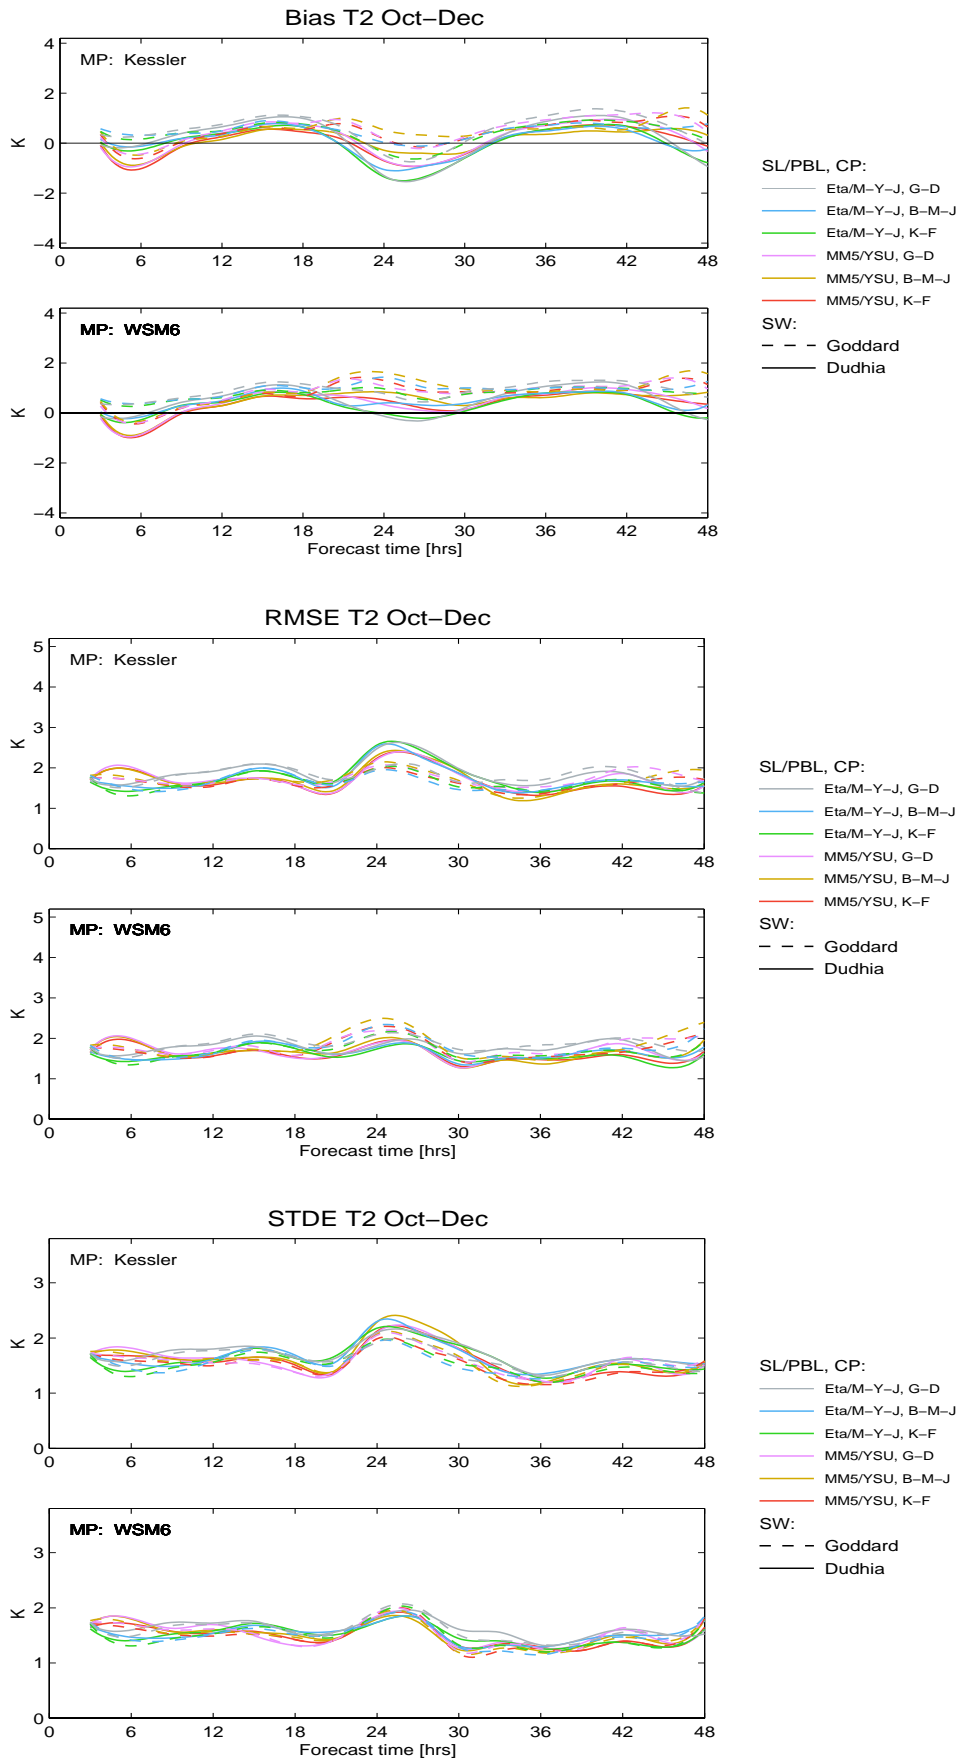 Bias T2 Oct−Dec
MP: Kessler
4
2
0
−2
−4
K
0 6 12 18 24 30 36 42 48
SL/PBL, CP:
Eta/M−Y−J, G−D
Eta/M−Y−J, B−M−J
Eta/M−Y−J, K−F
MM5/YSU, G−D
MM5/YSU, B−M−J
MM5/YSU, K−F
SW:
Goddard
Dudhia
MP: WSM6
4
2
0
−2
−4
K
0 6 12 18 24 30 36 42 48
Forecast time [hrs]
RMSE T2 Oct−Dec
MP: Kessler
5
4
3
2
1
0
K
0 6 12 18 24 30 36 42 48
SL/PBL, CP:
Eta/M−Y−J, G−D
Eta/M−Y−J, B−M−J
Eta/M−Y−J, K−F
MM5/YSU, G−D
MM5/YSU, B−M−J
MM5/YSU, K−F
SW:
Goddard
Dudhia
MP: WSM6
5
4
3
2
1
0
K
0 6 12 18 24 30 36 42 48
Forecast time [hrs]
STDE T2 Oct−Dec
MP: Kessler
3
2
1
0
K
0 6 12 18 24 30 36 42 48
SL/PBL, CP:
Eta/M−Y−J, G−D
Eta/M−Y−J, B−M−J
Eta/M−Y−J, K−F
MM5/YSU, G−D
MM5/YSU, B−M−J
MM5/YSU, K−F
SW:
Goddard
Dudhia
MP: WSM6
3
2
1
0
K
0 6 12 18 24 30 36 42 48
Forecast time [hrs]